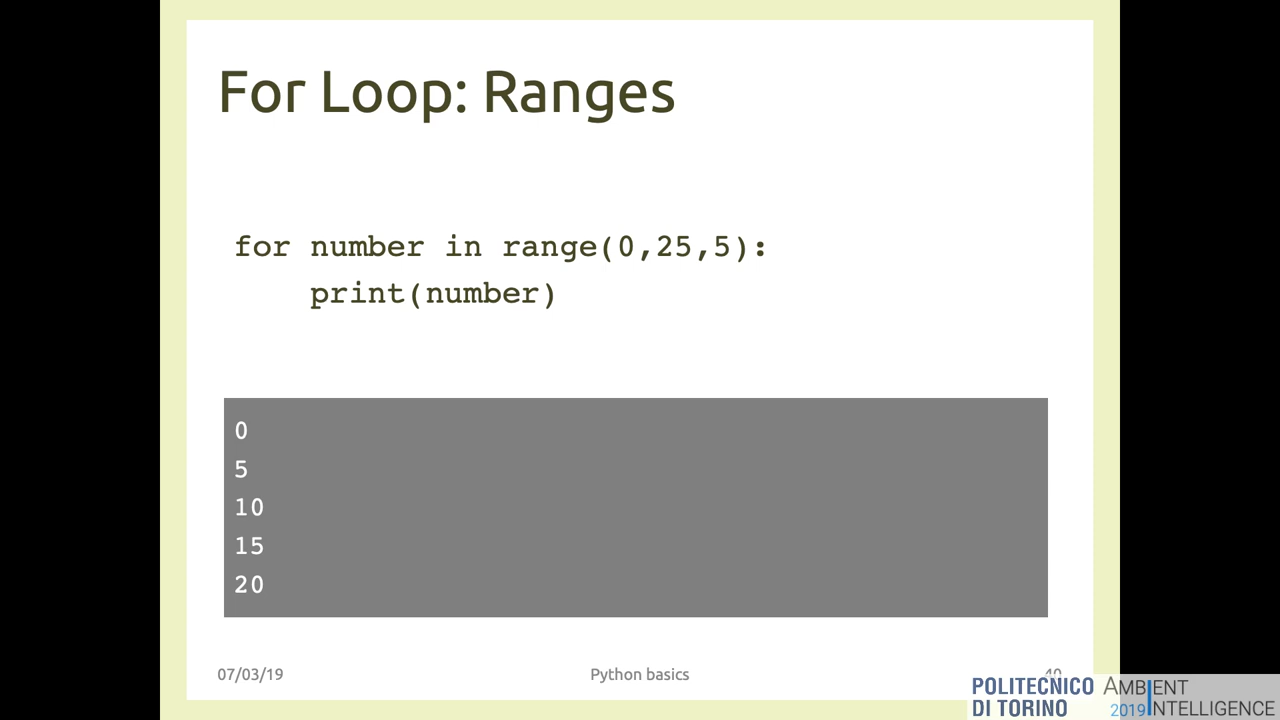 For Loop: Ranges
for number in range(0,25,5):
    print(number)
0
5
10
15
20
07/03/19
Python basics
40
POLITECNICO
DI TORINO
AMBIENT
2019 INTELLIGENCE